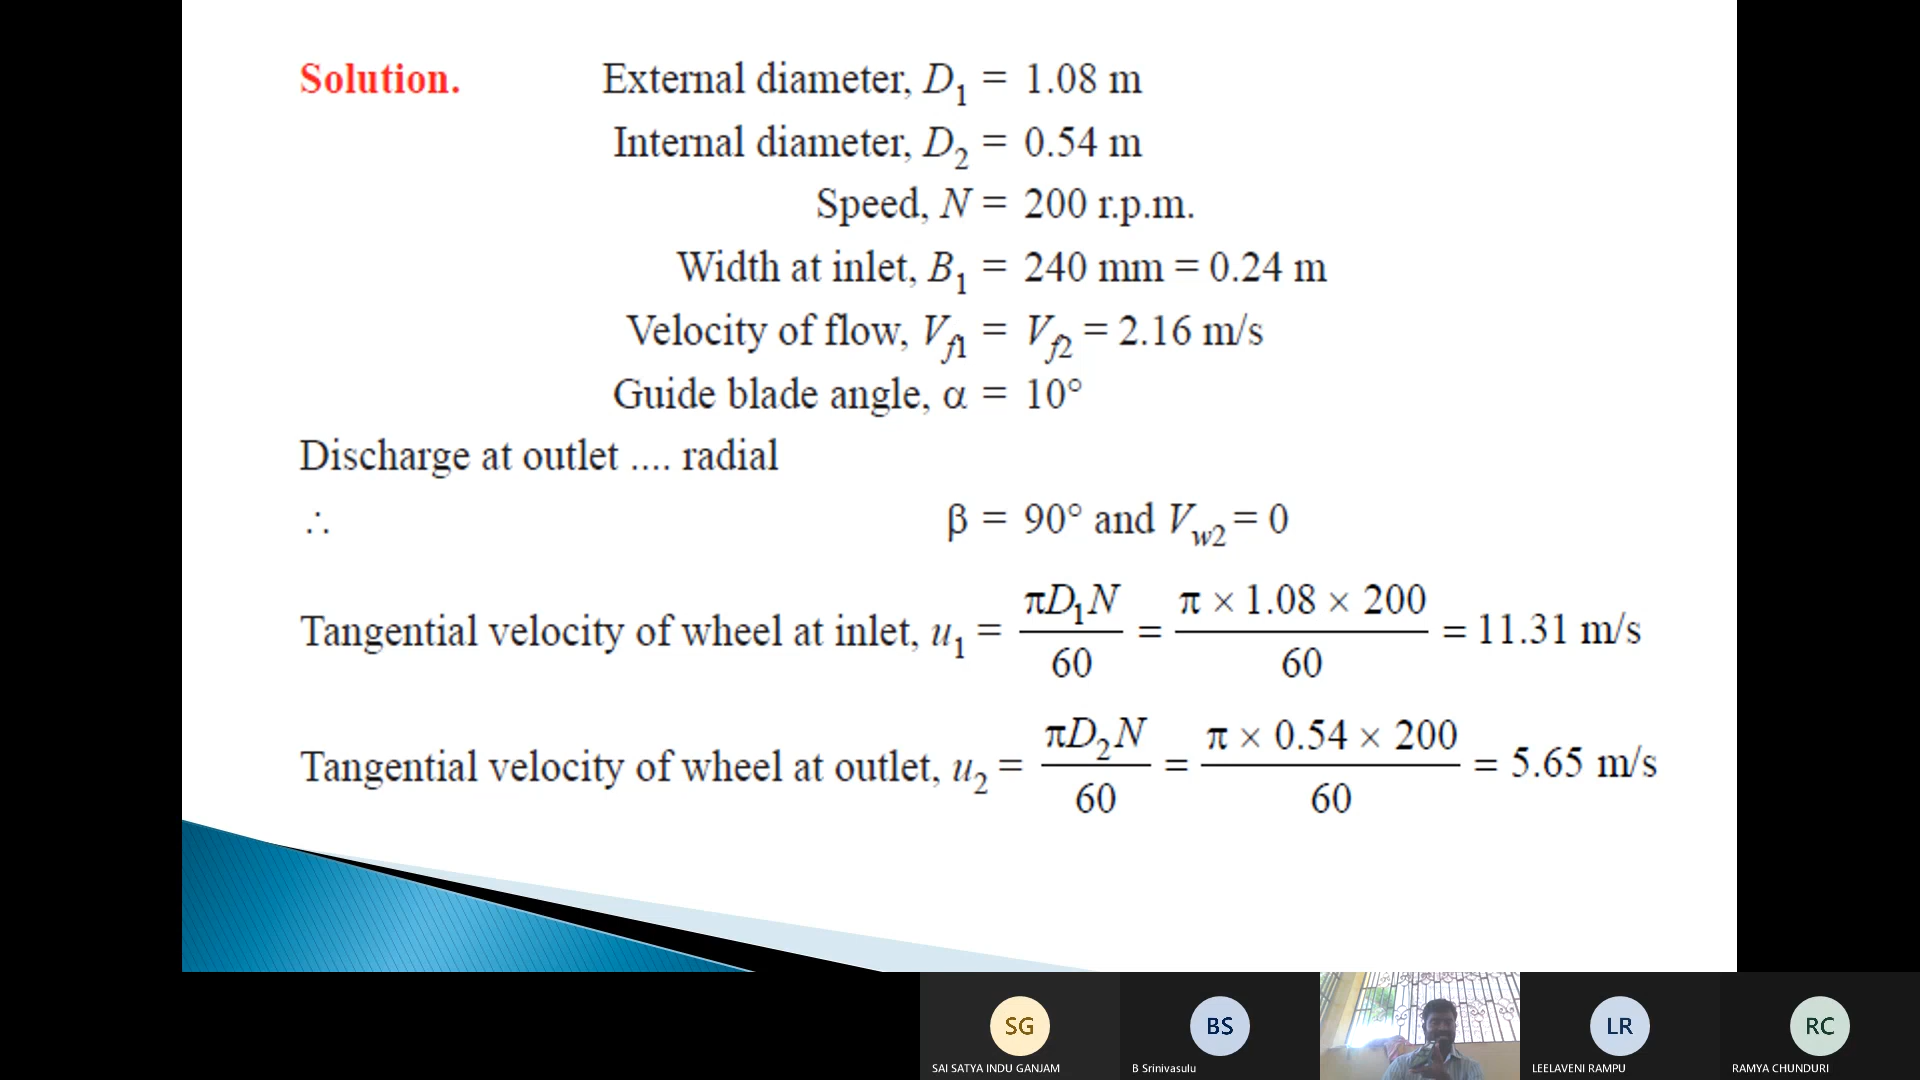 Solution. External diameter, D1 = 1.08 m
Internal diameter, D2 = 0.54 m
Speed, N = 200 r.p.m.
Width at inlet, B1 = 240 mm = 0.24 m
Velocity of flow, Vf1 = Vf2 = 2.16 m/s
Guide blade angle, α = 10°
Discharge at outlet .... radial
∴ β = 90° and Vw2 = 0
Tangential velocity of wheel at inlet, u1 = πD1N/60 = π × 1.08 × 200/60 = 11.31 m/s
Tangential velocity of wheel at outlet, u2 = πD2N/60 = π × 0.54 × 200/60 = 5.65 m/s
SG BS LR RC
SAI SATYA INDU GANJAM B Srinivasulu LEELAVENI RAMPU RAMYA CHUNDURI